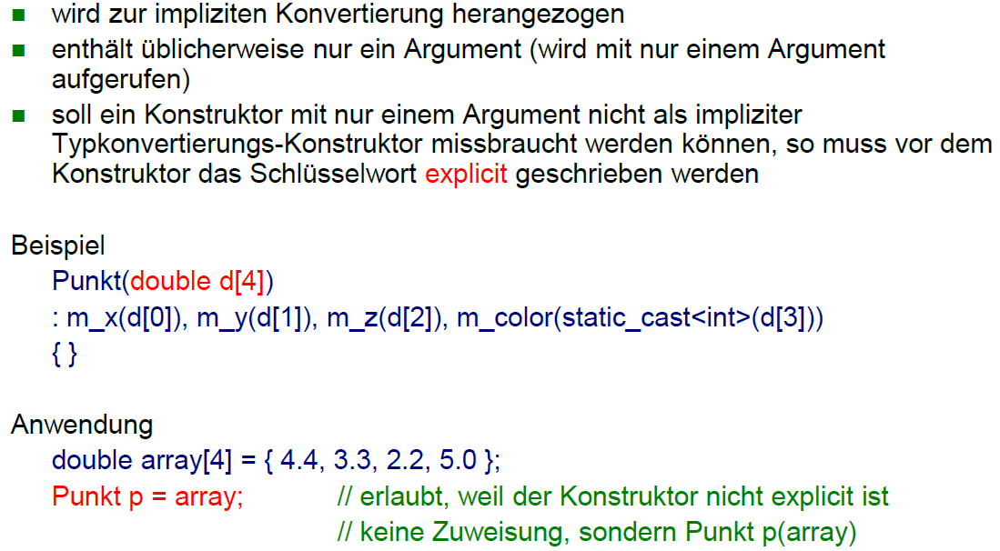 ■ wird zur impliziten Konvertierung herangezogen
■ enthält üblicherweise nur ein Argument (wird mit nur einem Argument
aufgerufen)
■ soll ein Konstruktor mit nur einem Argument nicht als impliziter
Typkonvertierungs-Konstruktor missbraucht werden können, so muss vor dem
Konstruktor das Schlüsselwort explicit geschrieben werden
Beispiel
Punkt(double d[4])
: m_x(d[0]), m_y(d[1]), m_z(d[2]), m_color(static_cast<int>(d[3]))
{ }
Anwendung
double array[4] = { 4.4, 3.3, 2.2, 5.0 };
Punkt p = array; // erlaubt, weil der Konstruktor nicht explicit ist
// keine Zuweisung, sondern Punkt p(array)